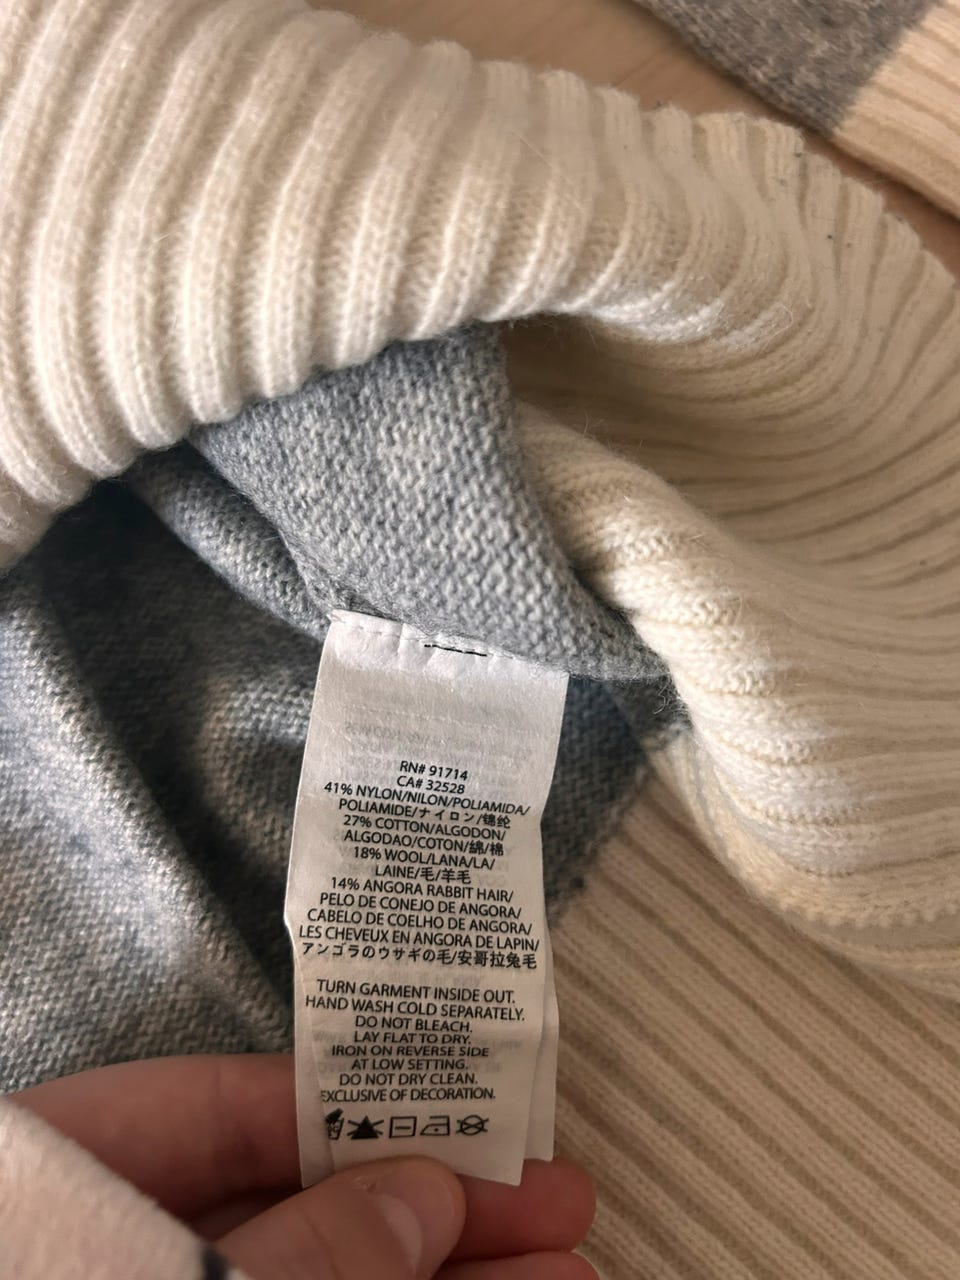 RN# 91714
CA# 32528
41% NYLON/NILON/POLIAMIDA/
POLIAMIDE/ナイロン/锦纶
27% COTTON/ALGODON/
ALGODAO/COTON/綿/棉
18% WOOL/LANA/LA/
LAINE/毛/羊毛
14% ANGORA RABBIT HAIR/
PELO DE CONEJO DE ANGORA/
CABELO DE COELHO DE ANGORA/
LES CHEVEUX EN ANGORA DE LAPIN/
アンゴラのウサギの毛/安哥拉兔毛
TURN GARMENT INSIDE OUT.
HAND WASH COLD SEPARATELY.
DO NOT BLEACH.
LAY FLAT TO DRY.
IRON ON REVERSE SIDE
AT LOW SETTING.
DO NOT DRY CLEAN.
EXCLUSIVE OF DECORATION.